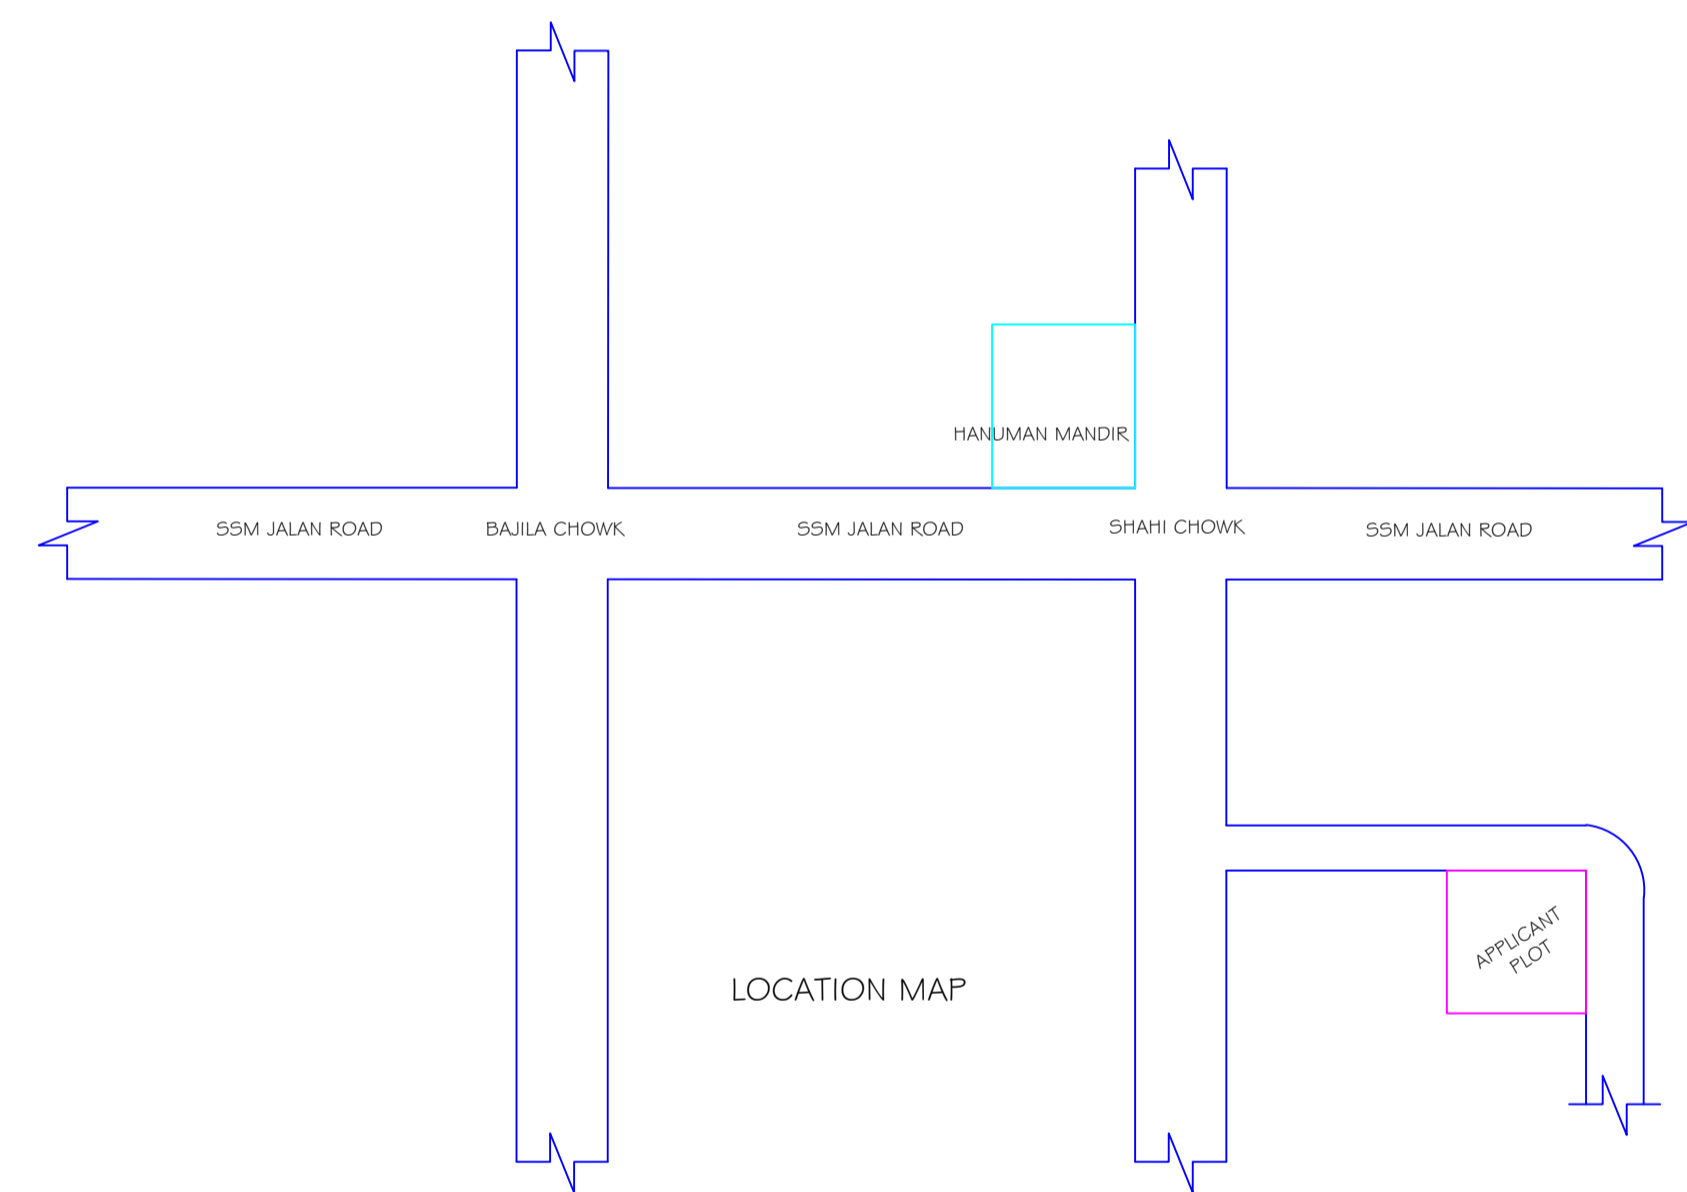 HANUMAN MANDIR
SSM JALAN ROAD
BAJILA CHOWK
SSM JALAN ROAD
SHAHI CHOWK
SSM JALAN ROAD
APPLICANT
PLOT
LOCATION MAP